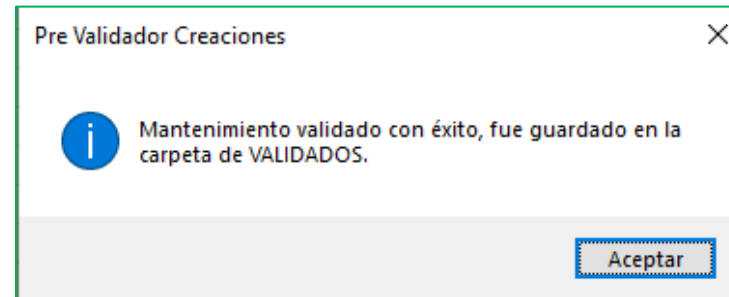 Pre Validador Creaciones
Mantenimiento validado con éxito, fue guardado en la
carpeta de VALIDADOS.
Aceptar